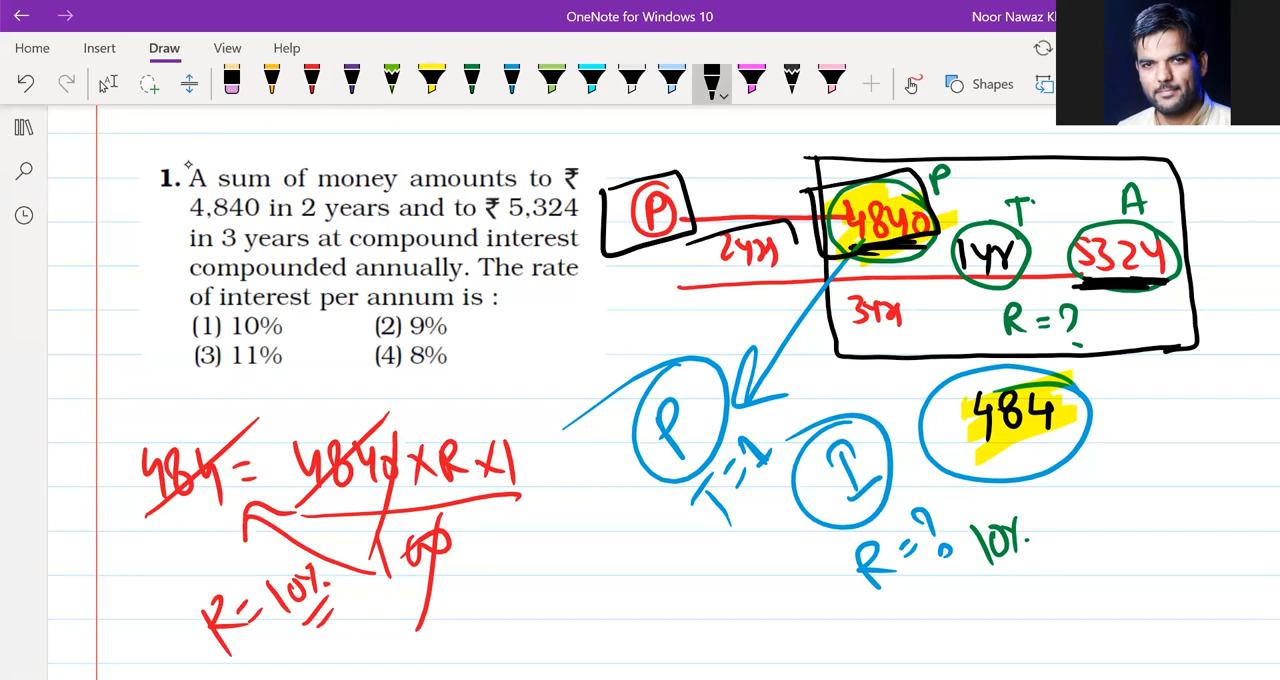 OneNote for Windows 10
Noor Nawaz Kh
Home Insert Draw View Help
Shapes
1. A sum of money amounts to ₹
4,840 in 2 years and to ₹ 5,324
in 3 years at compound interest
compounded annually. The rate
of interest per annum is :
(1) 10% (2) 9%
(3) 11% (4) 8%
P 4840 P
2yr
T A
1yr 5324
3yr R = ?
484
484 = 4840 × R × 1
100
R = 10%
P
T = 1
I
R = ? 10%